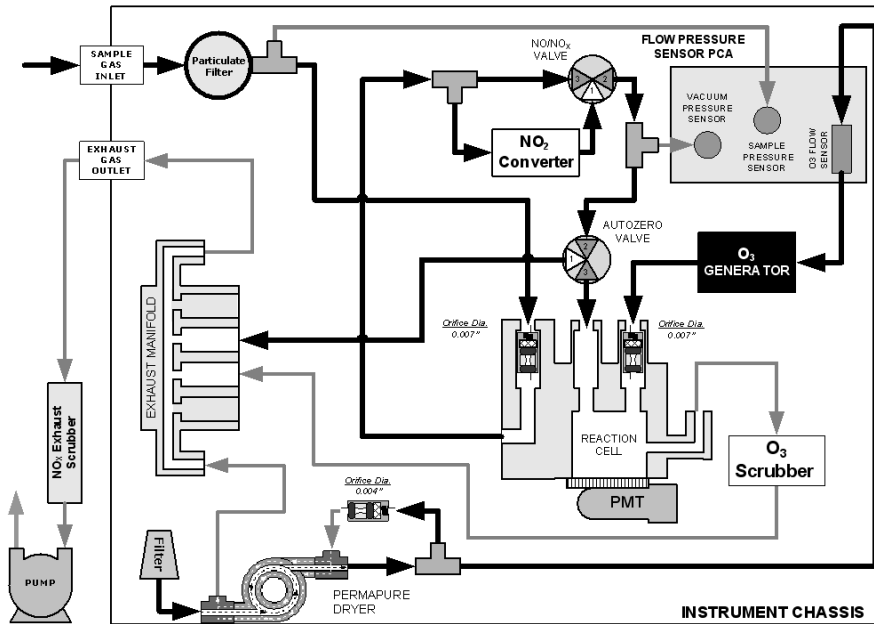 SAMPLE
GAS
INLET
Particulate
Filter
NO/NOX
VALVE
FLOW PRESSURE
SENSOR PCA
3
2
1
VACUUM
PRESSURE
SENSOR
SAMPLE
PRESSURE
SENSOR
O3 FLOW
SENSOR
NO2
Converter
EXHAUST
GAS
OUTLET
AUTOZERO
VALVE
2
1
3
O3
GENERATOR
Orifice Dia.
0.007"
Orifice Dia.
0.007"
EXHAUST MANIFOLD
NOX Exhaust
Scrubber
REACTION
CELL
O3
Scrubber
Orifice Dia.
0.004"
PMT
Filter
PUMP
PERMAPURE
DRYER
INSTRUMENT CHASSIS